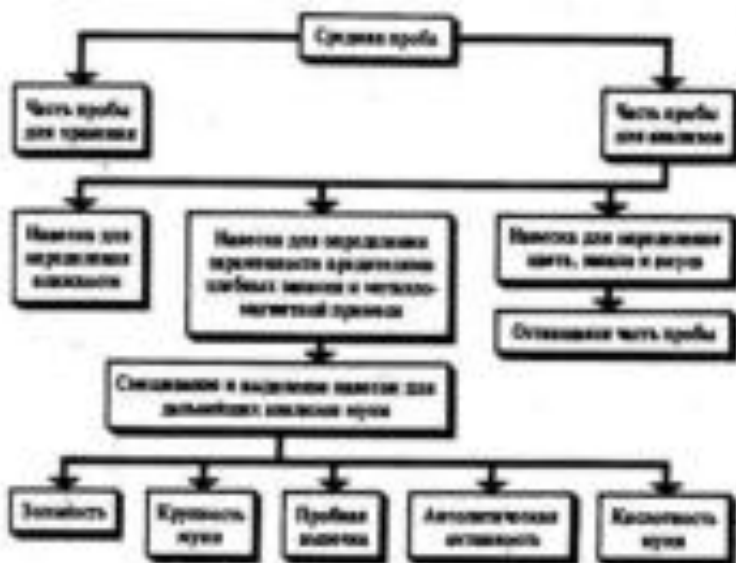 Средняя проба
Часть пробы
для хранения
Часть пробы
для анализов
Навеска для
определения
влажности
Навеска для определения
зараженности вредителями
хлебных запасов и металло-
магнитной примеси
Навеска для определения
цвета, запаха и вкуса
Оставшаяся часть пробы
Смешивание и выделение навесок для
дальнейших анализов муки
Зольность
Крупность
муки
Пробная
выпечка
Автолитическая
активность
Кислотность
муки